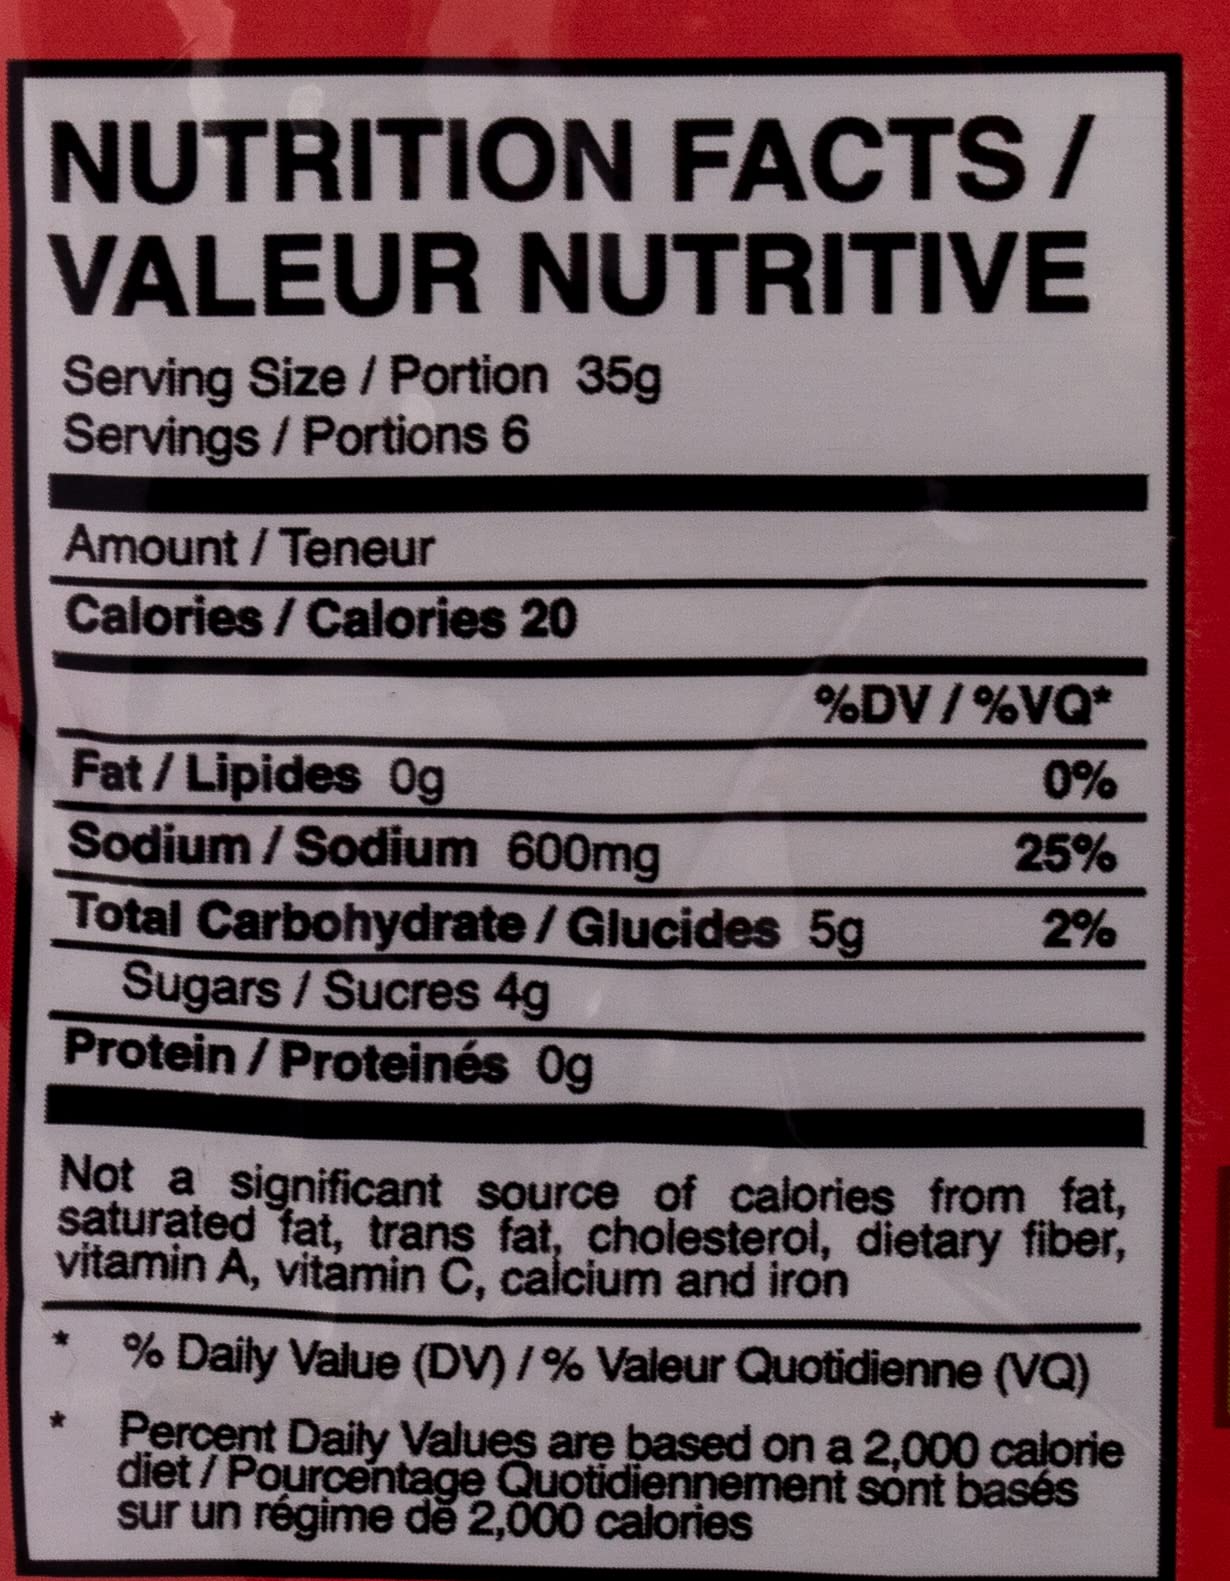 NUTRITION FACTS /
VALEUR NUTRITIVE
Serving Size / Portion 35g
Servings / Portions 6
Amount / Teneur
Calories / Calories 20
%DV / %VQ*
Fat / Lipides 0g 0%
Sodium / Sodium 600mg 25%
Total Carbohydrate / Glucides 5g 2%
Sugars / Sucres 4g
Protein / Proteinés 0g
Not a significant source of calories from fat,
saturated fat, trans fat, cholesterol, dietary fiber,
vitamin A, vitamin C, calcium and iron
* % Daily Value (DV) / % Valeur Quotidienne (VQ)
* Percent Daily Values are based on a 2,000 calorie
diet / Pourcentage Quotidiennement sont basés
sur un régime de 2,000 calories